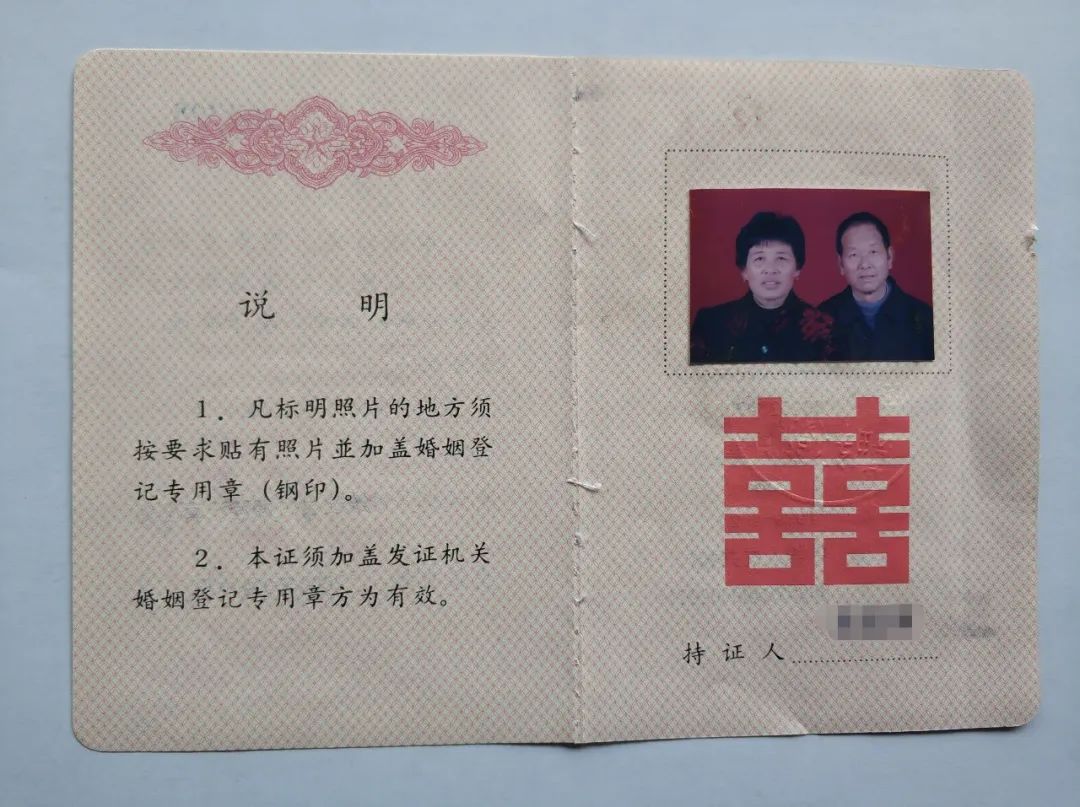 说 明
1. 凡标明照片的地方须
按要求贴有照片並加盖婚姻登
记专用章（钢印）。
2. 本证须加盖发证机关
婚姻登记专用章方为有效。
囍
持证人